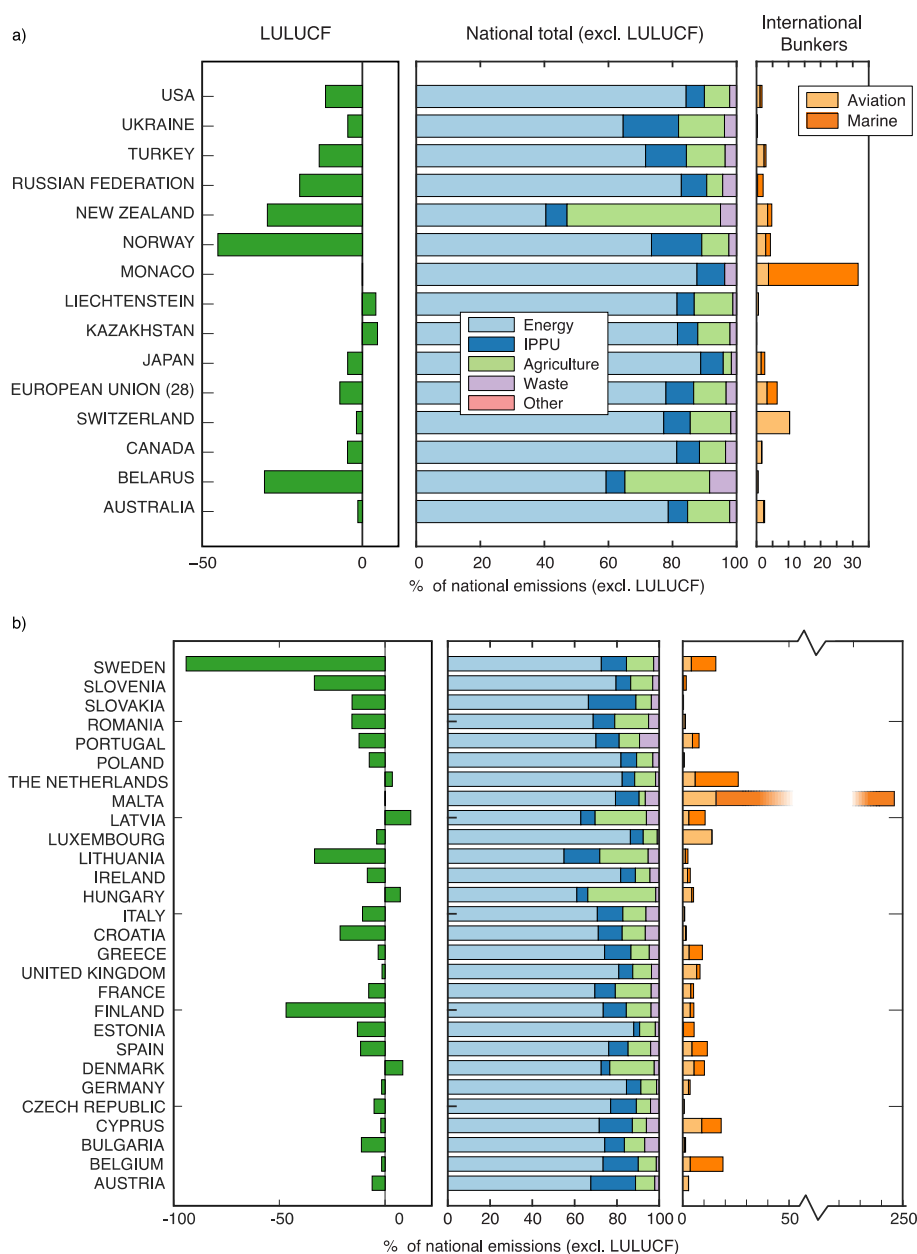 a)
LULUCF
National total (excl. LULUCF)
International
Bunkers
USA
UKRAINE
TURKEY
RUSSIAN FEDERATION
NEW ZEALAND
NORWAY
MONACO
LIECHTENSTEIN
KAZAKHSTAN
JAPAN
EUROPEAN UNION (28)
SWITZERLAND
CANADA
BELARUS
AUSTRALIA
Aviation
Marine
Energy
IPPU
Agriculture
Waste
Other
-50 0
0 20 40 60 80 100
0 10 20 30
% of national emissions (excl. LULUCF)
b)
SWEDEN
SLOVENIA
SLOVAKIA
ROMANIA
PORTUGAL
POLAND
THE NETHERLANDS
MALTA
LATVIA
LUXEMBOURG
LITHUANIA
IRELAND
HUNGARY
ITALY
CROATIA
GREECE
UNITED KINGDOM
FRANCE
FINLAND
ESTONIA
SPAIN
DENMARK
GERMANY
CZECH REPUBLIC
CYPRUS
BULGARIA
BELGIUM
AUSTRIA
-100 -50 0
0 20 40 60 80 100
0 50 250
% of national emissions (excl. LULUCF)